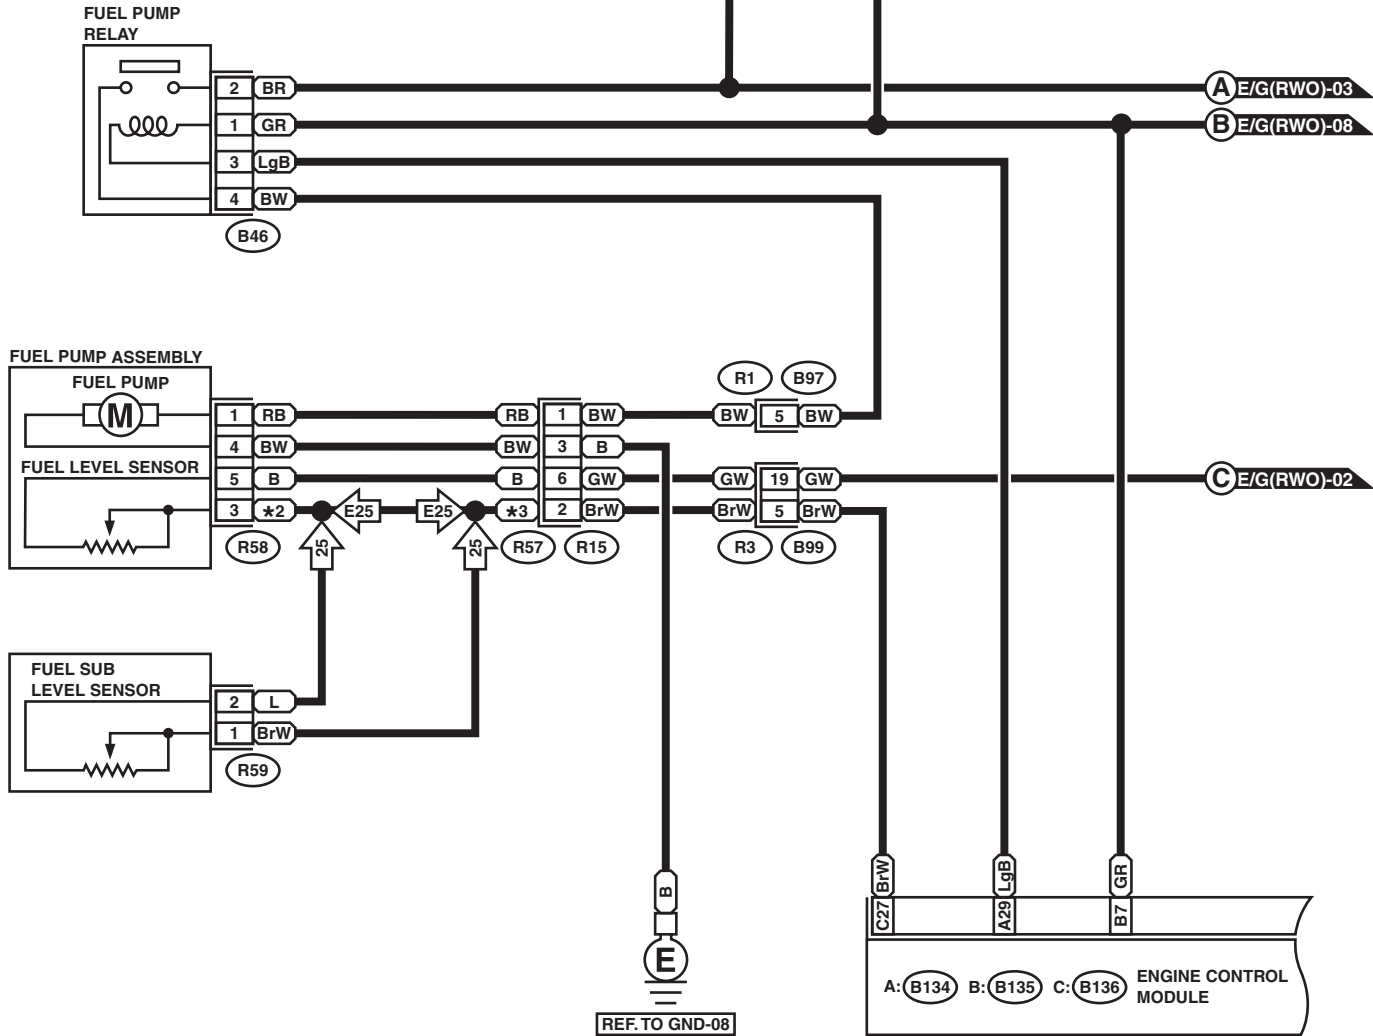 FUEL PUMP
RELAY
2 BR
A E/G(RWO)-03
1 GR
B E/G(RWO)-08
3 LgB
4 BW
B46
FUEL PUMP ASSEMBLY
FUEL PUMP
M
R1 B97
1 RB RB 1 BW BW 5 BW
4 BW BW 3 B
FUEL LEVEL SENSOR
5 B B 6 GW GW 19 GW
C E/G(RWO)-02
3 *2 E25 E25 *3 2 BrW BrW 5 BrW
R58 25 25 R57 R15 R3 B99
FUEL SUB
LEVEL SENSOR
2 L
1 BrW
R59
B
E
REF. TO GND-08
BrW LgB GR
C27 A29 B7
A: B134 B: B135 C: B136
ENGINE CONTROL
MODULE